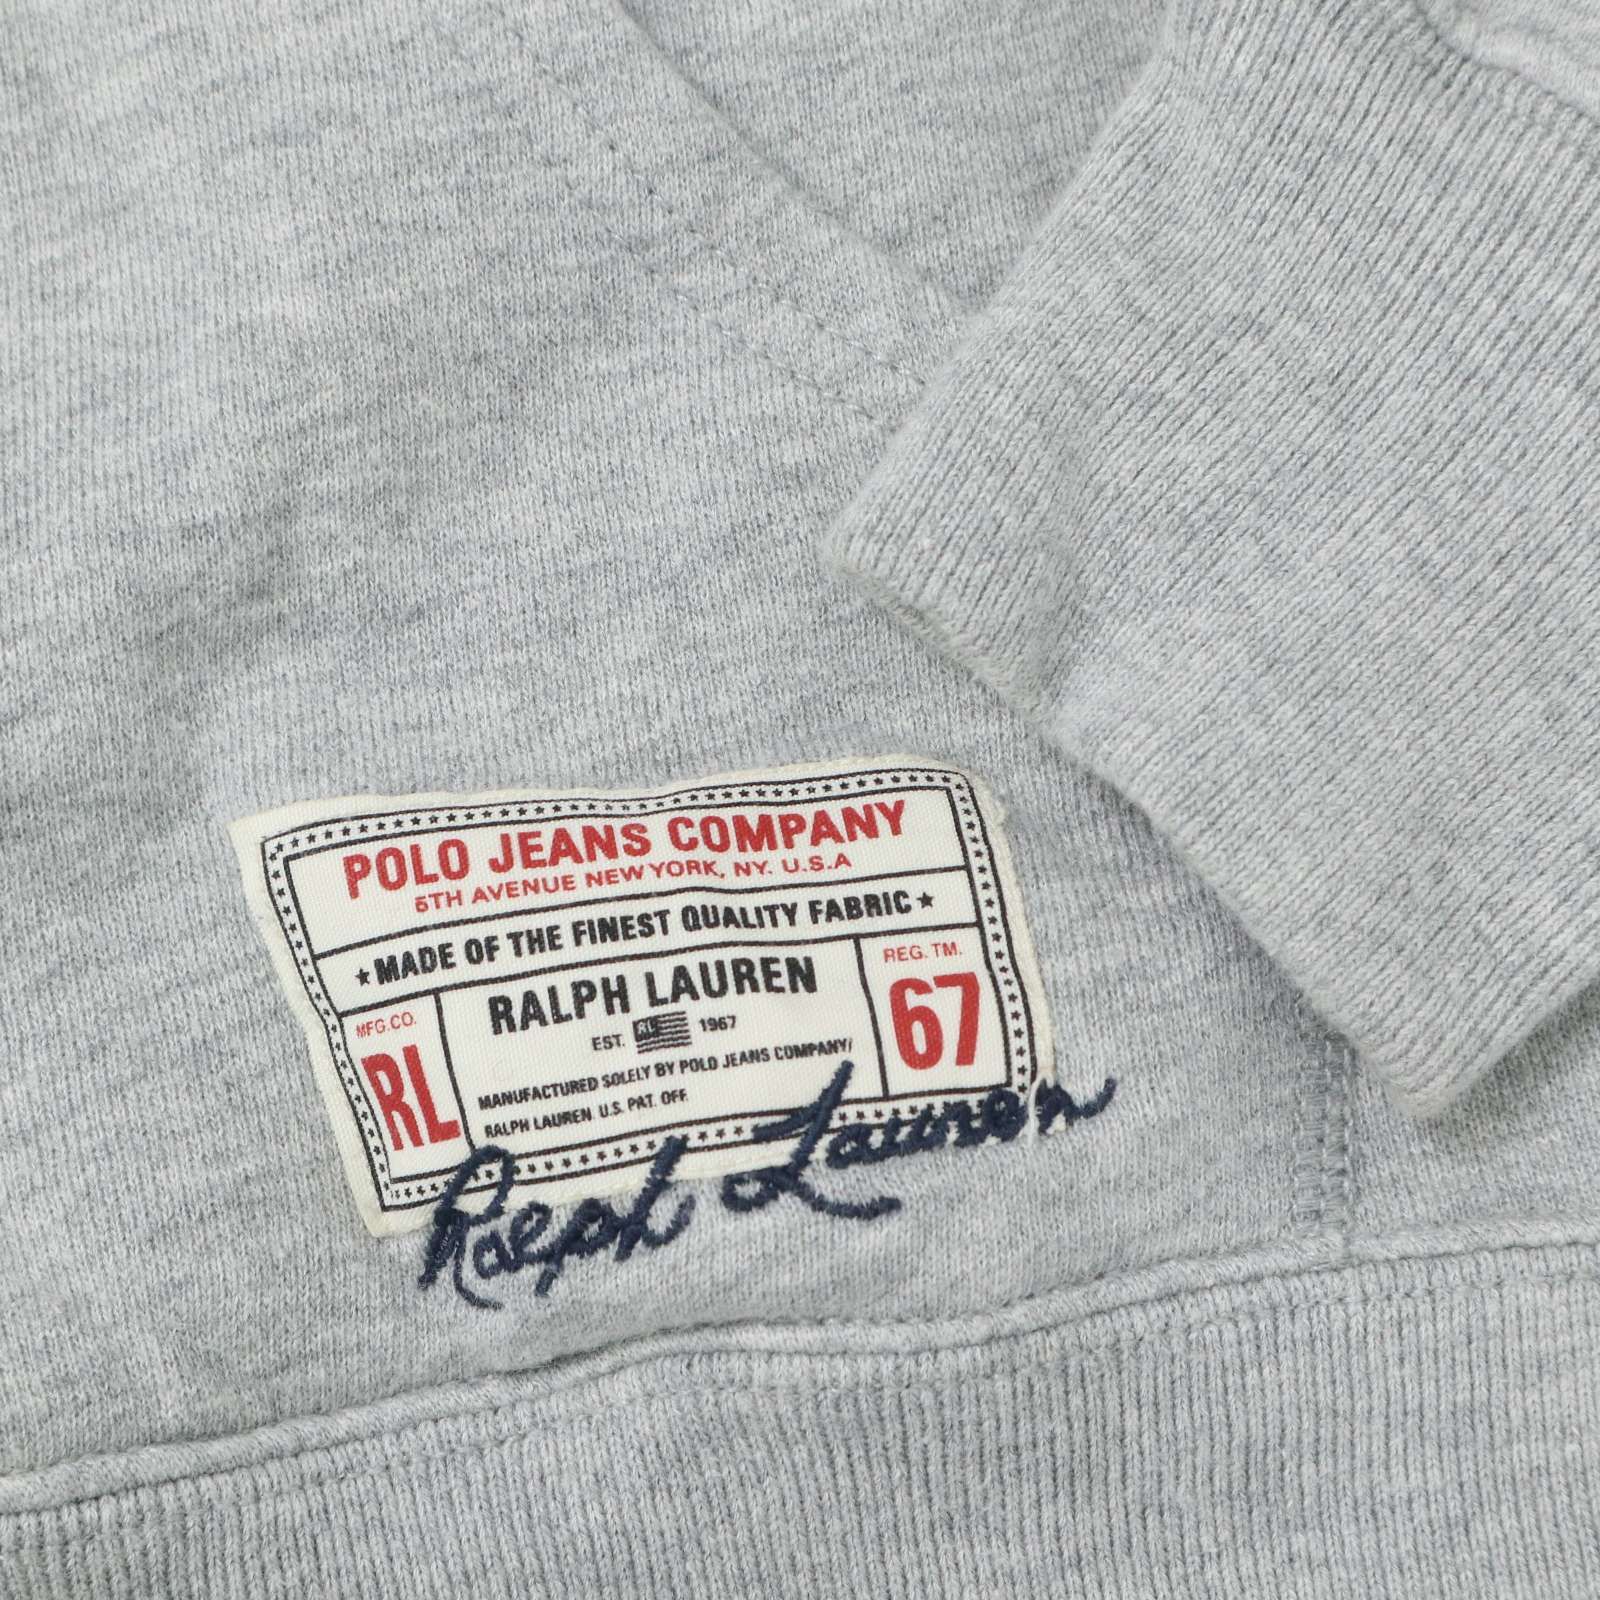 POLO JEANS COMPANY
5TH AVENUE NEW YORK, NY. U.S.A
★MADE OF THE FINEST QUALITY FABRIC★
MFG.CO.
RL
RALPH LAUREN
EST. RL 1967
MANUFACTURED SOLELY BY POLO JEANS COMPANY/
RALPH LAUREN U.S. PAT. OFF.
REG. TM.
67
Ralph Lauren